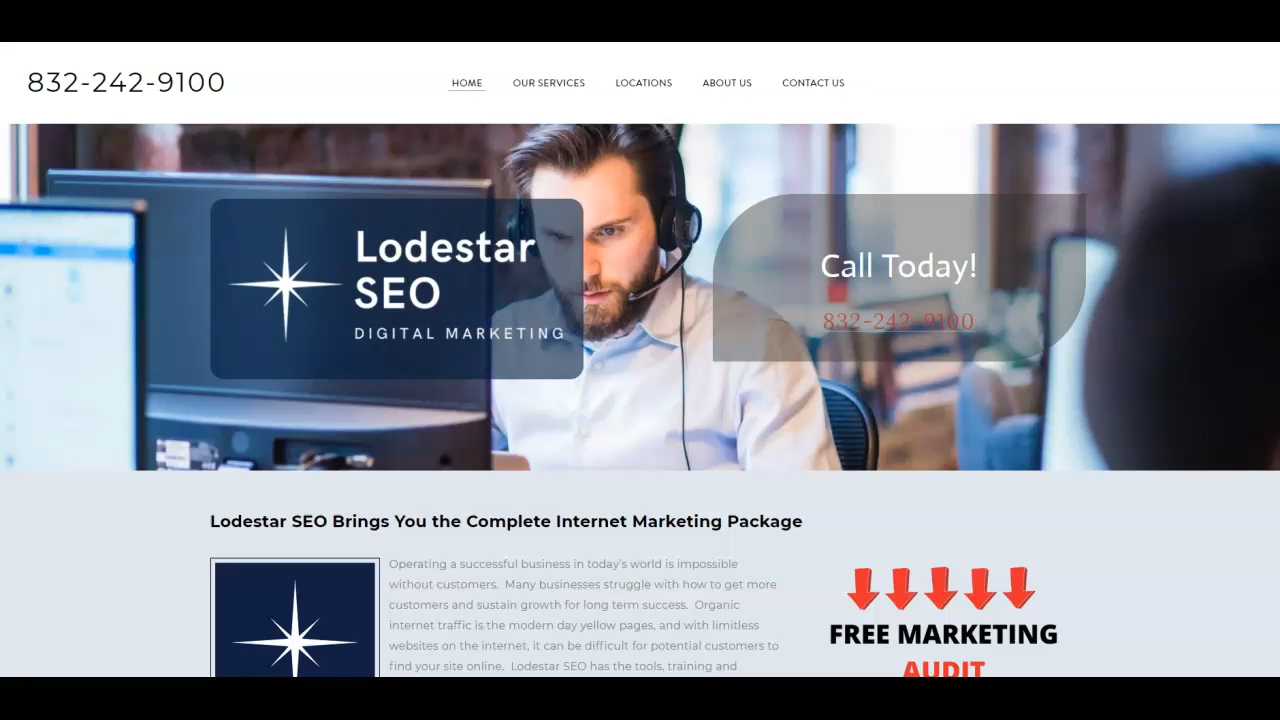 832-242-9100
HOME
OUR SERVICES
LOCATIONS
ABOUT US
CONTACT US
Lodestar
SEO
DIGITAL MARKETING
Call Today!
832-242-9100
Lodestar SEO Brings You the Complete Internet Marketing Package
Operating a successful business in today's world is impossible
without customers.  Many businesses struggle with how to get more
customers and sustain growth for long term success.  Organic
internet traffic is the modern day yellow pages, and with limitless
websites on the internet, it can be difficult for potential customers to
find your site online.  Lodestar SEO has the tools, training and
FREE MARKETING
AUDIT